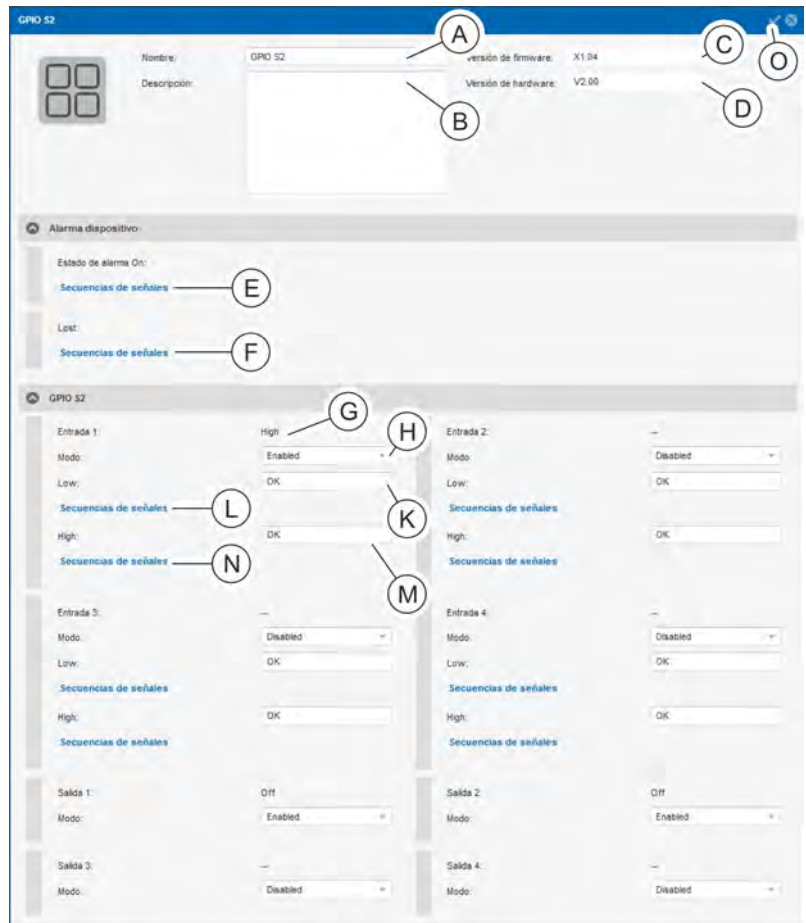 GPIO S2
O
Nombre: GPIO S2 A Versión de firmware: X1.04 C
Descripción: B Versión de hardware: V2.00 D
Alarma dispositivo
Estado de alarma On:
Secuencias de señales E
Lost
Secuencias de señales F
GPIO S2
Entrada 1: High G Entrada 2: --
Modo: Enabled H Modo: Disabled
Low: OK K Low: OK
Secuencias de señales L Secuencias de señales
High: OK M High: OK
Secuencias de señales N Secuencias de señales
Entrada 3: -- Entrada 4: --
Modo: Disabled Modo: Disabled
Low: OK Low: OK
Secuencias de señales Secuencias de señales
High: OK High: OK
Secuencias de señales Secuencias de señales
Salida 1: Off Salida 2: Off
Modo: Enabled Modo: Enabled
Salida 3: -- Salida 4: --
Modo: Disabled Modo: Disabled